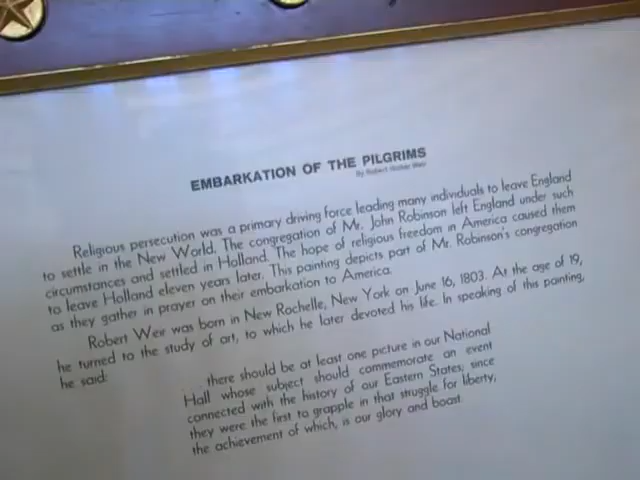 EMBARKATION OF THE PILGRIMS
By Robert Walter Weir
Religious persecution was a primary driving force leading many individuals to leave England
to settle in the New World. The congregation of Mr. John Robinson left England under such
circumstances and settled in Holland. The hope of religious freedom in America caused them
to leave Holland eleven years later. This painting depicts part of Mr. Robinson's congregation
as they gather in prayer on their embarkation to America.
Robert Weir was born in New Rochelle, New York on June 16, 1803. At the age of 19,
he turned to the study of art, to which he later devoted his life. In speaking of this painting,
he said:
. . . there should be at least one picture in our National
Hall whose subject should commemorate an event
connected with the history of our Eastern States; since
they were the first to grapple in that struggle for liberty,
the achievement of which, is our glory and boast.